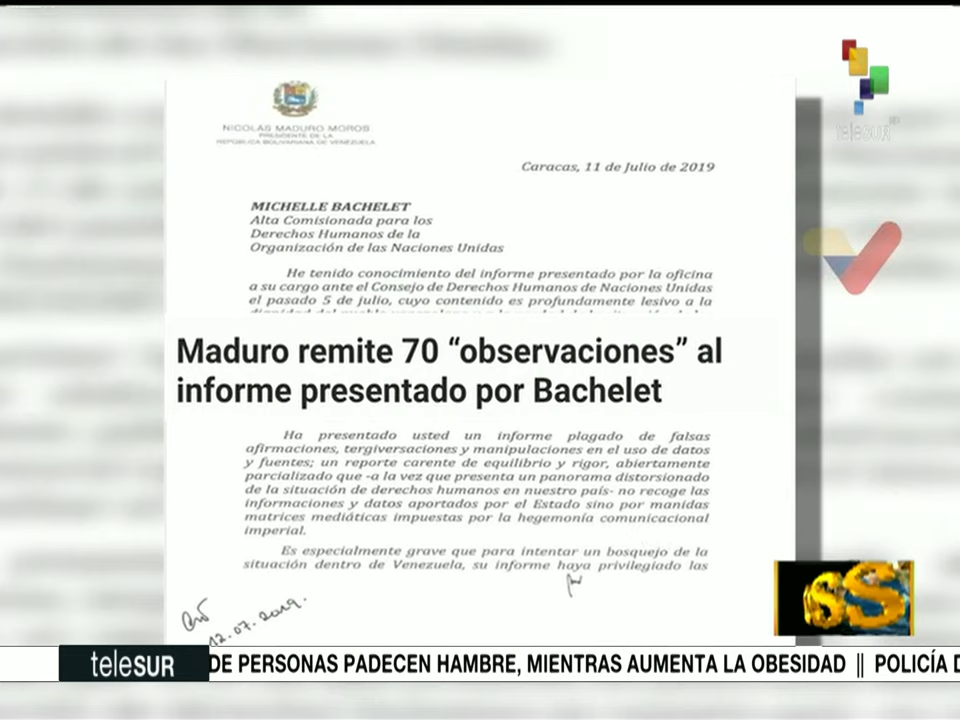 NICOLÁS MADURO MOROS
PRESIDENTE DE LA
REPÚBLICA BOLIVARIANA DE VENEZUELA
teleSUR
Caracas, 11 de Julio de 2019
MICHELLE BACHELET
Alta Comisionada para los
Derechos Humanos de la
Organización de las Naciones Unidas
He tenido conocimiento del informe presentado por la oficina
a su cargo ante el Consejo de Derechos Humanos de Naciones Unidas
el pasado 5 de julio, cuyo contenido es profundamente lesivo a la
Maduro remite 70 “observaciones” al
informe presentado por Bachelet
Ha presentado usted un informe plagado de falsas
afirmaciones, tergiversaciones y manipulaciones en el uso de datos
y fuentes; un reporte carente de equilibrio y rigor, abiertamente
parcializado que -a la vez que presenta un panorama distorsionado
de la situación de derechos humanos en nuestro país- no recoge las
informaciones y datos aportados por el Estado sino por manidas
matrices mediáticas impuestas por la hegemonía comunicacional
imperial.
Es especialmente grave que para intentar un bosquejo de la
situación dentro de Venezuela, su informe haya privilegiado las
12.07.2019.
SS
teleSUR DE PERSONAS PADECEN HAMBRE, MIENTRAS AUMENTA LA OBESIDAD || POLICÍA D